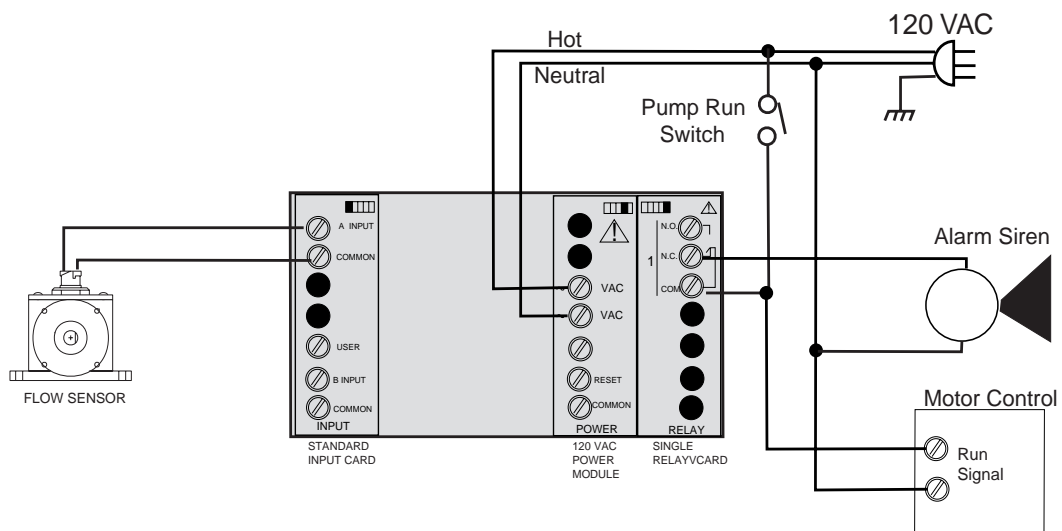 120 VAC
Hot
Neutral
Pump Run
Switch
A INPUT
COMMON
USER
B INPUT
COMMON
INPUT
VAC
VAC
RESET
COMMON
POWER
N.O.
N.C.
1
COM
RELAY
Alarm Siren
FLOW SENSOR
STANDARD
INPUT CARD
120 VAC
POWER
MODULE
SINGLE
RELAYVCARD
Motor Control
Run
Signal